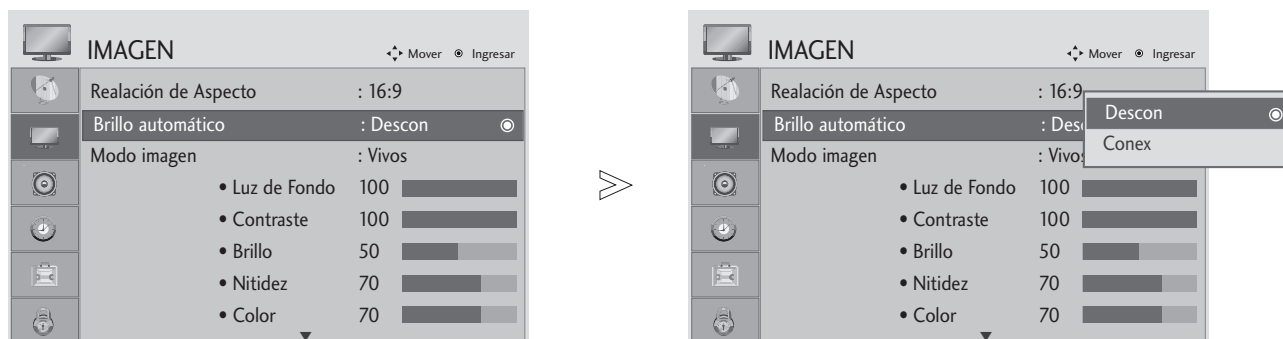 IMAGEN
Mover
Ingresar
Realación de Aspecto : 16:9
Brillo automático : Descon
Modo imagen : Vivos
• Luz de Fondo 100
• Contraste 100
• Brillo 50
• Nitidez 70
• Color 70
IMAGEN
Mover
Ingresar
Realación de Aspecto : 16:9
Brillo automático : Des
Modo imagen : Vivos
• Luz de Fondo 100
• Contraste 100
• Brillo 50
• Nitidez 70
• Color 70
Descon
Conex